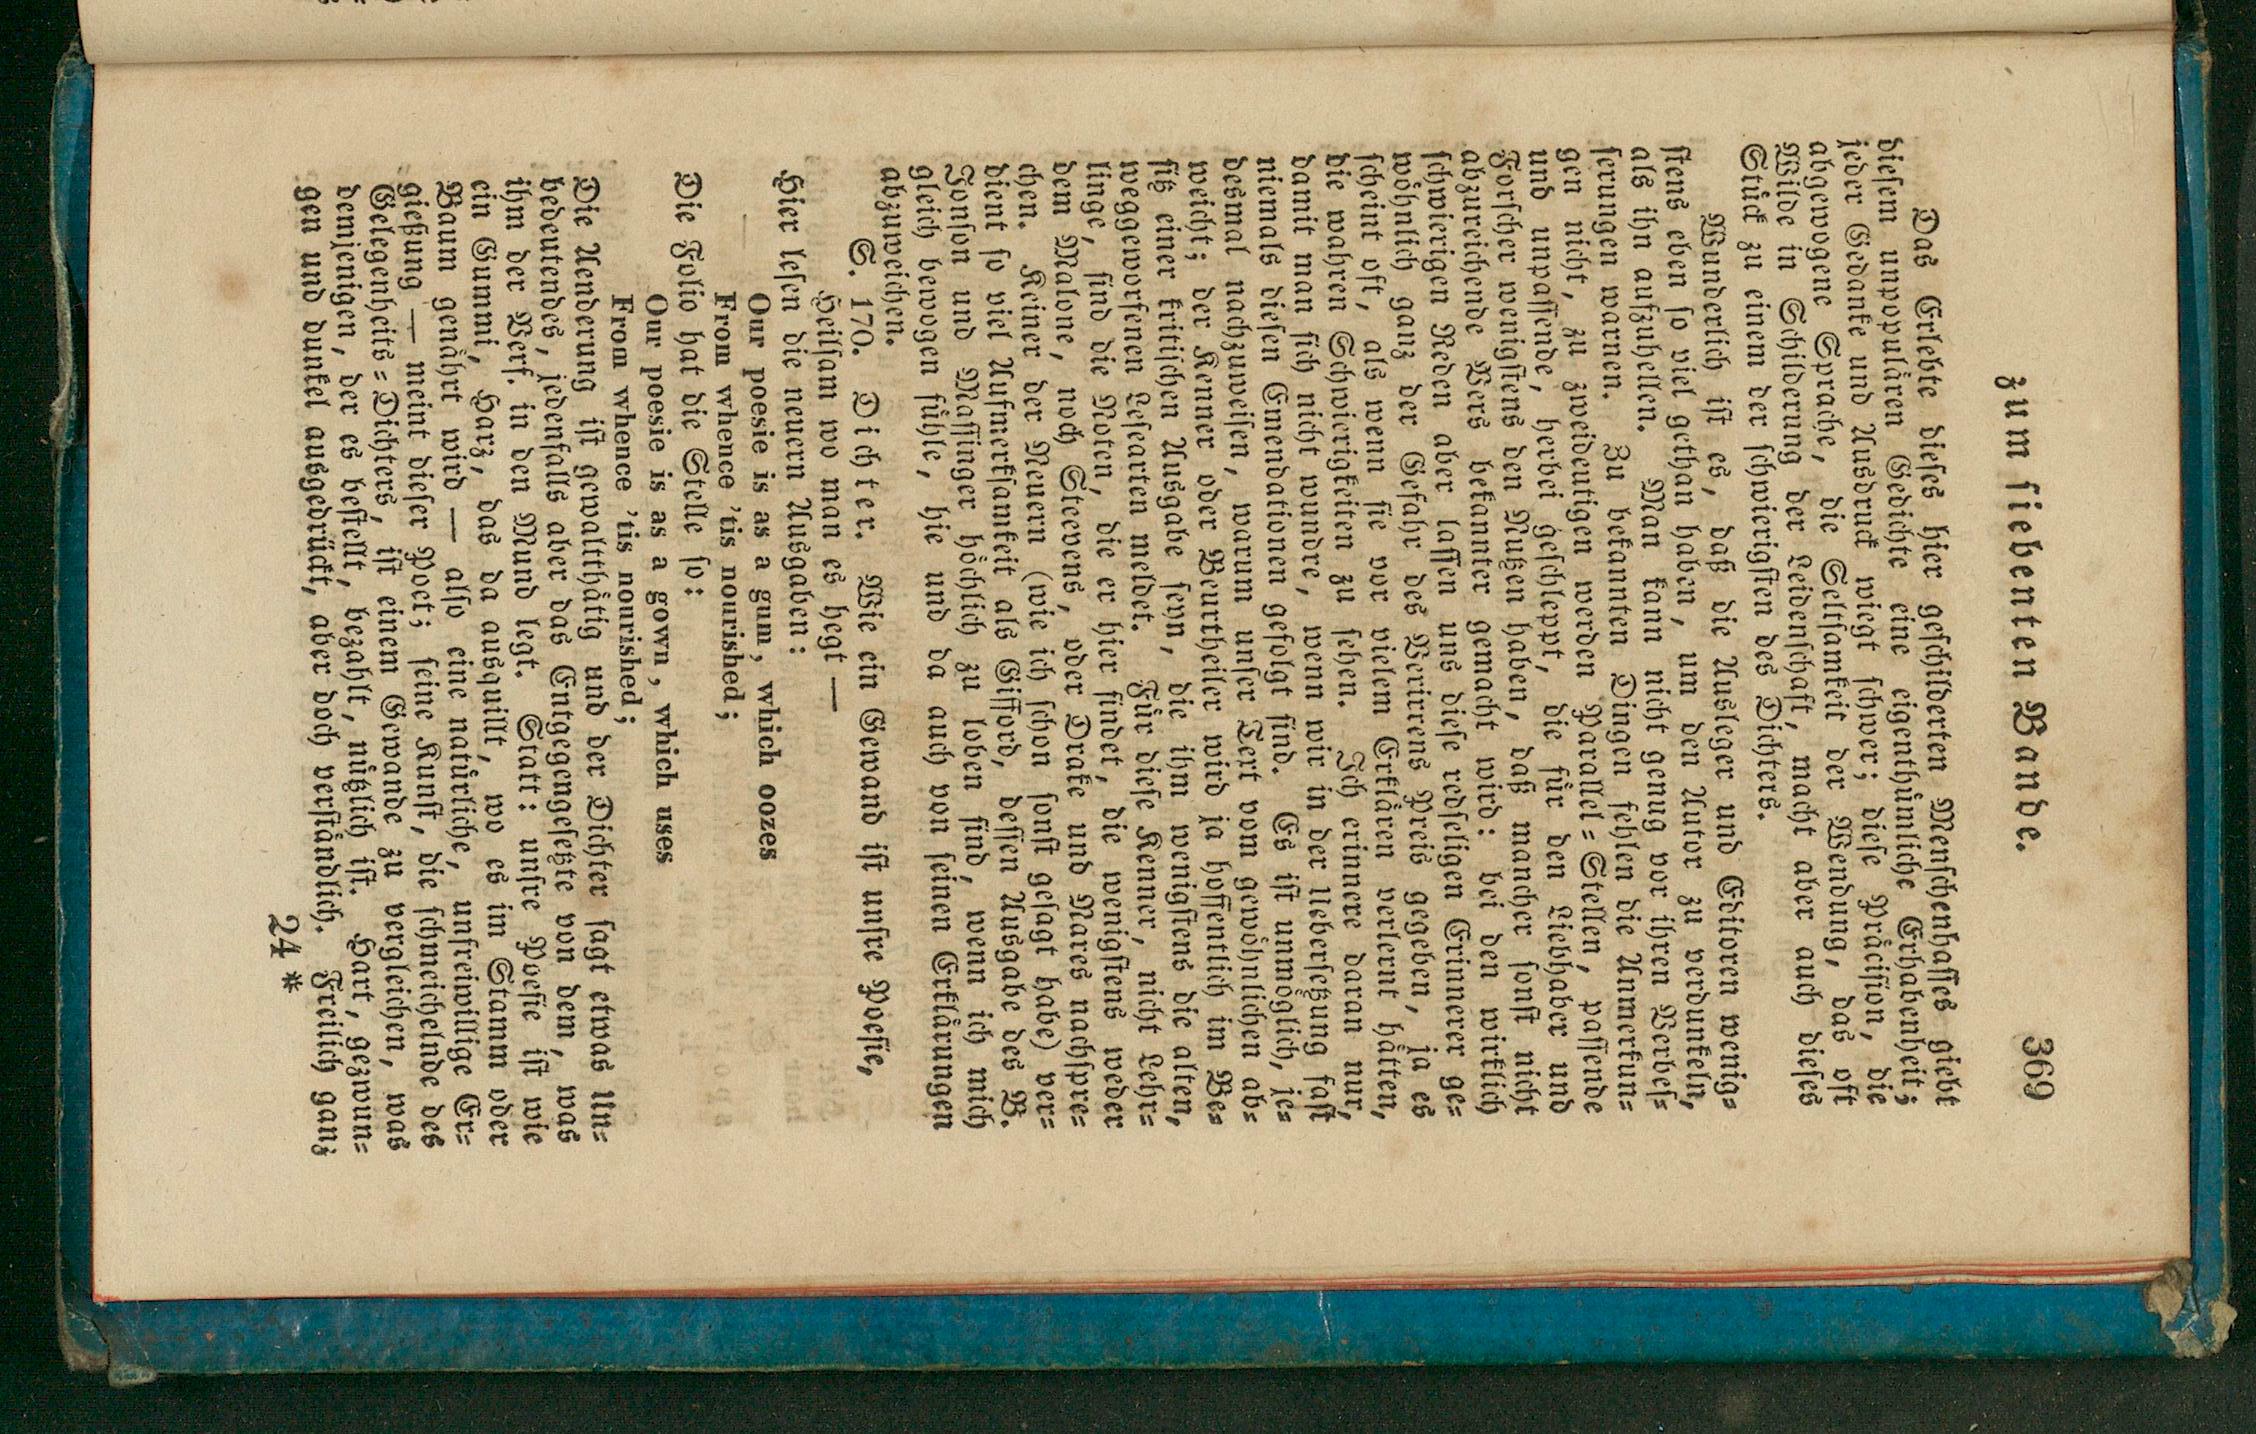 zum siebenten Bande. 369
Das Erlebte dieses hier geschilderten Menschenhasses giebt
diesem unpopulären Gedichte eine eigenthümliche Erhabenheit;
jeder Gedanke und Ausdruck wiegt schwer; diese Präcision, die
abgewogene Sprache, die Seltsamkeit der Wendung, das oft
Wilde in Schilderung der Leidenschaft, macht aber auch dieses
Stück zu einem der schwierigsten des Dichters.
Wunderlich ist es, daß die Ausleger und Editoren wenig-
stens eben so viel gethan haben, um den Autor zu verdunkeln,
als ihn aufzuhellen. Man kann nicht genug vor ihren Verbes-
serungen warnen. Zu bekannten Dingen fehlen die Anmerkun-
gen nicht, zu zweideutigen werden Parallel-Stellen, passende
und unpassende, herbei geschleppt, die für den Liebhaber und
Forscher wenigstens den Nutzen haben, daß mancher sonst nicht
abzureichende Vers bekannter gemacht wird: bei den wirklich
schwierigen Reden aber lassen uns diese redseligen Erinnerer ge-
wöhnlich ganz der Gefahr des Verirrens Preis gegeben, ja es
scheint oft, als wenn sie vor vielem Erklären verlernt hätten,
die wahren Schwierigkeiten zu sehen. Ich erinnere daran nur,
damit man sich nicht wundre, wenn wir in der Uebersetzung fast
niemals diesen Emendationen gefolgt sind. Es ist unmöglich, je-
desmal nachzuweisen, warum unser Text vom gewöhnlichen ab-
weicht; der Kenner oder Beurtheiler wird ja hoffentlich im Be-
sitz einer kritischen Ausgabe seyn, die ihm wenigstens die alten,
weggeworfenen Lesearten meldet. Für diese Kenner, nicht Lehr-
linge, sind die Noten, die er hier findet, die wenigstens weder
dem Malone, noch Steevens, oder Drake und Nares nachspre-
chen. Keiner der Neuern (wie ich schon sonst gesagt habe) ver-
dient so viel Aufmerksamkeit als Gifford, dessen Ausgabe des B.
Jonson und Massinger höchlich zu loben sind, wenn ich mich
gleich bewogen fühle, hie und da auch von seinen Erklärungen
abzuweichen.
S. 170. Dichter. Wie ein Gewand ist unsre Poesie,
Heilsam wo man es hegt —
Hier lesen die neuern Ausgaben:
Our poesie is as a gum, which oozes
From whence 'tis nourished;
Die Folio hat die Stelle so:
Our poesie is as a gown, which uses
From whence 'tis nourished;
Die Aenderung ist gewaltthätig und der Dichter sagt etwas Un-
bedeutendes, jedenfalls aber das Entgegengesetzte von dem, was
ihm der Verf. in den Mund legt. Statt: unsre Poesie ist wie
ein Gummi, Harz, das da ausquillt, wo es im Stamm oder
Baum genährt wird — also eine natürliche, unfreiwillige Er-
gießung — meint dieser Poet; seine Kunst, die schmeichelnde des
Gelegenheits-Dichters, ist einem Gewande zu vergleichen, was
demjenigen, der es bestellt, bezahlt, nützlich ist. Hart, gezwun-
gen und dunkel ausgedrückt, aber doch verständlich. Freilich ganz
24 *